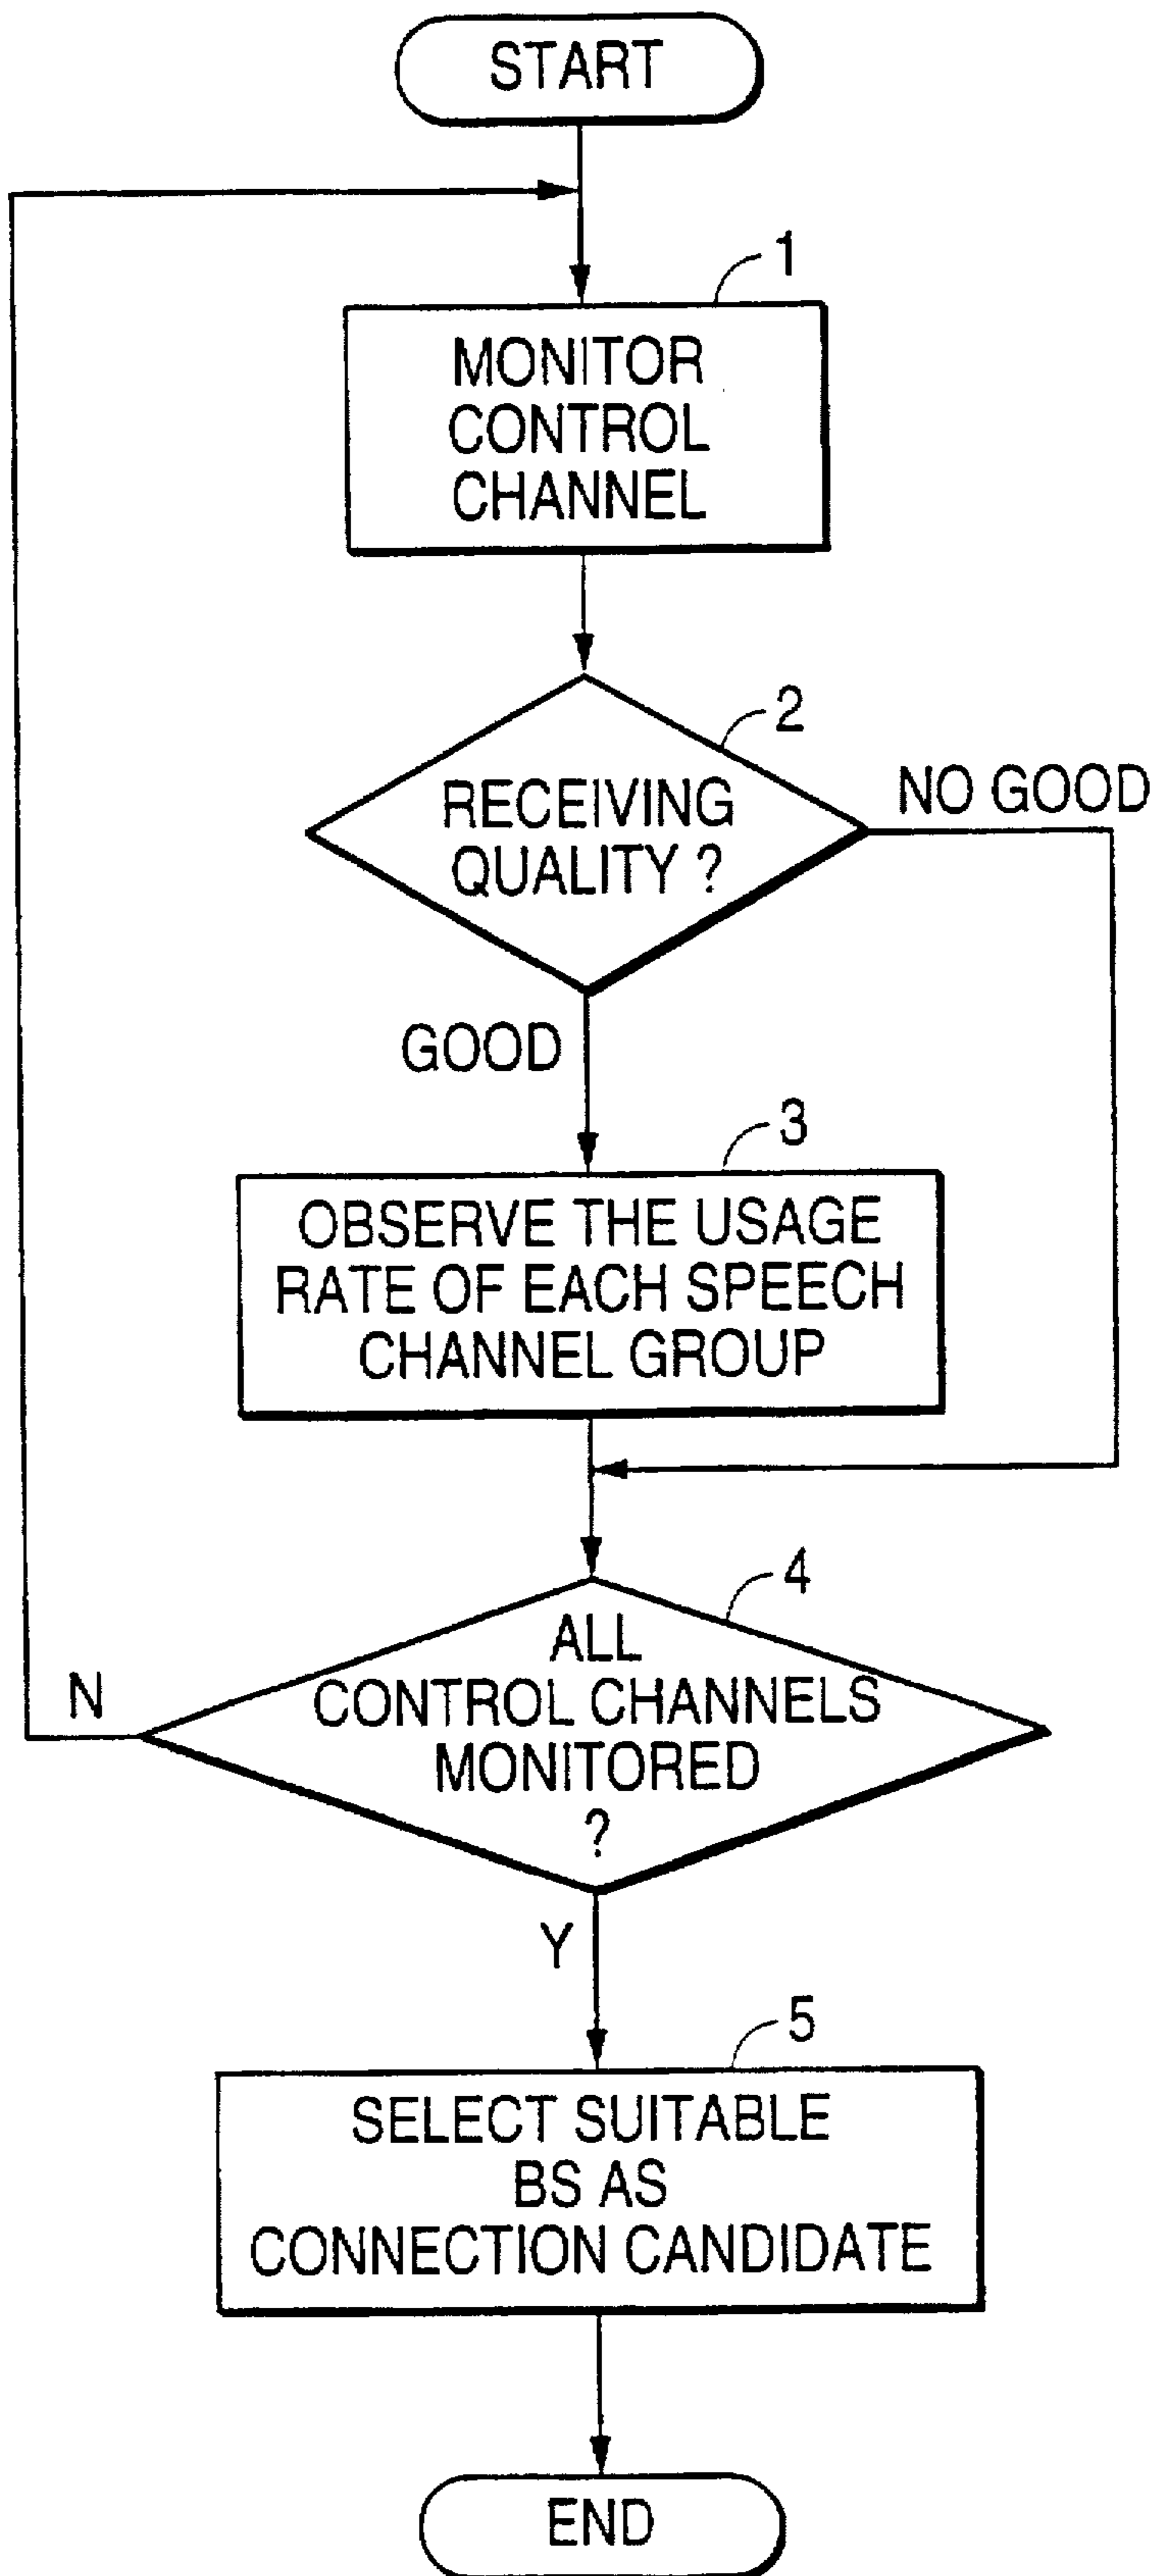 START
1
MONITOR
CONTROL
CHANNEL
2
RECEIVING
QUALITY ?
NO GOOD
GOOD
3
OBSERVE THE USAGE
RATE OF EACH SPEECH
CHANNEL GROUP
4
ALL
CONTROL CHANNELS
MONITORED
?
N
Y
5
SELECT SUITABLE
BS AS
CONNECTION CANDIDATE
END